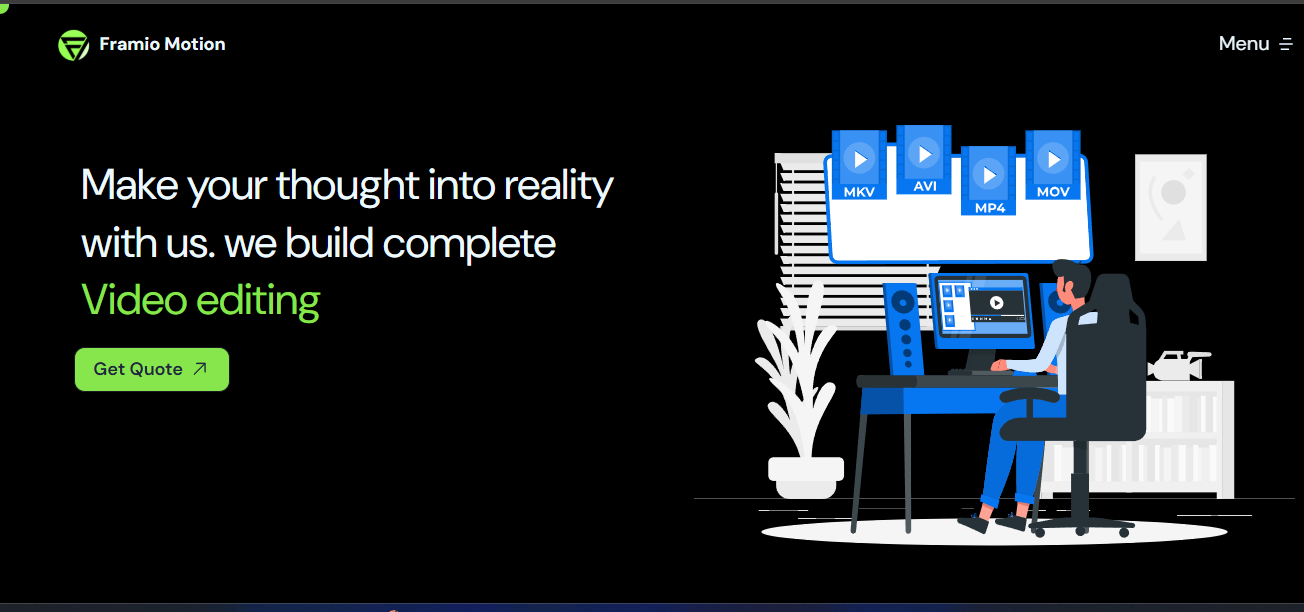 Framio Motion
Menu
MKV
AVI
MP4
MOV
Make your thought into reality
with us. we build complete
Video editing
Get Quote